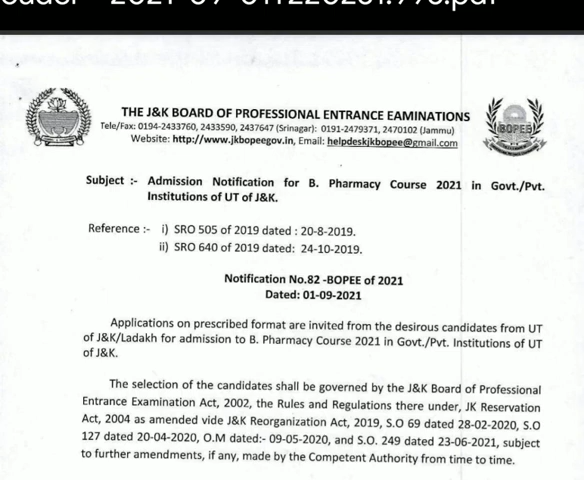 2021-09-01T220251.796.pdf
THE J&K BOARD OF PROFESSIONAL ENTRANCE EAMINATIONS
Tele/Fax: 0194-2433760, 2433590, 2437647 (Srinagar): 0191-2479371, 2470102 (Jammu)
Website: http://www.jkbopeegov.in, Email: helpdeskjkbopee@gmail.com
BOPEE
Subject :- Admission Notification for B. Pharmacy Course 2021 in Govt./Pvt.
Institutions of UT of J&K.
Reference :- i) SRO 505 of 2019 dated : 20-8-2019.
ii) SRO 640 of 2019 dated: 24-10-2019.
Notification No.82 -BOPEE of 2021
Dated: 01-09-2021
Applications on prescribed format are invited from the desirous candidates from UT
of J&K/Ladakh for admission to B. Pharmacy Course 2021 in Govt./Pvt. Institutions of UT
of J&K.
The selection of the candidates shall be governed by the J&K Board of Professional
Entrance Examination Act, 2002, the Rules and Regulations there under, JK Reservation
Act, 2004 as amended vide J&K Reorganization Act, 2019, S.O 69 dated 28-02-2020, S.O
127 dated 20-04-2020, O.M dated:- 09-05-2020, and S.O. 249 dated 23-06-2021, subject
to further amendments, if any, made by the Competent Authority from time to time.